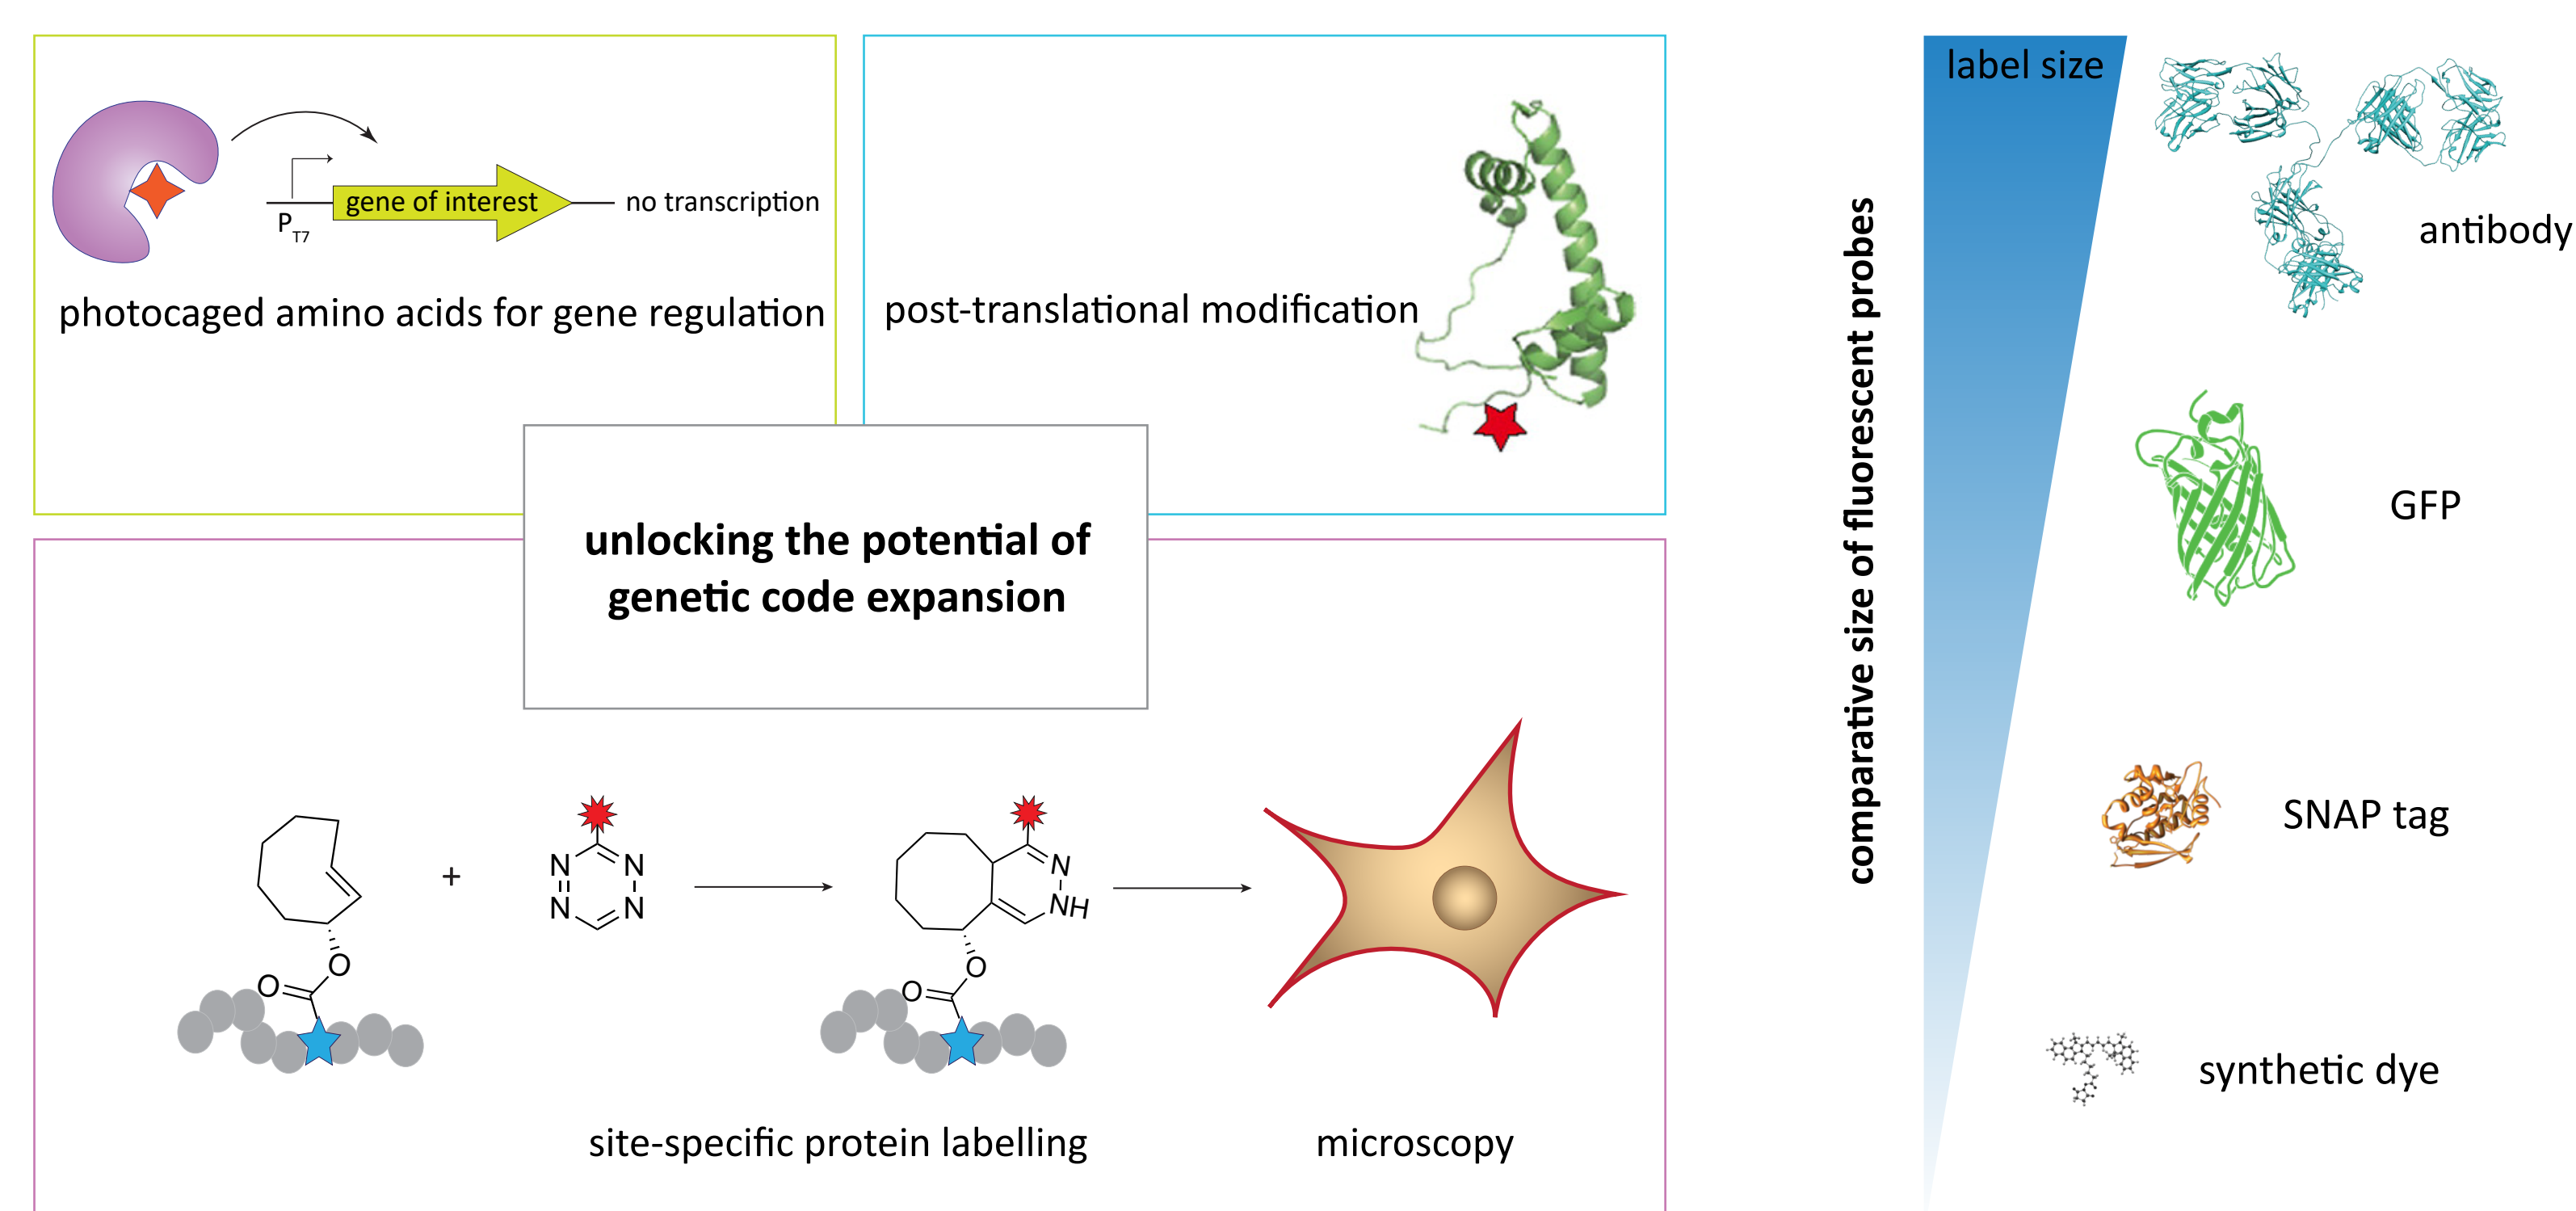 gene of interest
no transcription
P_T7
photocaged amino acids for gene regulation
post-translational modification
unlocking the potential of
genetic code expansion
+
N
N
N
N
O
O
N
NH
O
O
site-specific protein labelling
microscopy
comparative size of fluorescent probes
label size
antibody
GFP
SNAP tag
synthetic dye